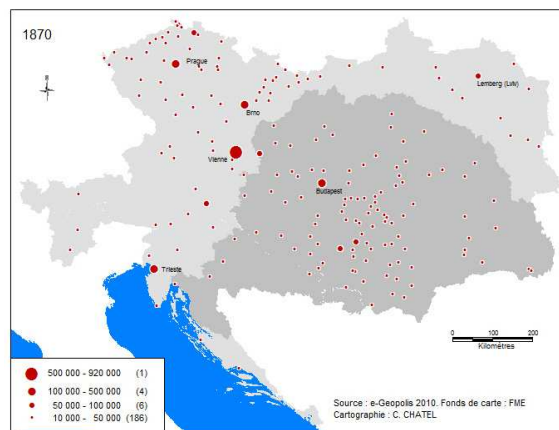 1870
N
Prague
Lemberg (Lviv)
Brno
Vienne
Budapest
Trieste
0 100 200
Kilomètres
500 000 - 920 000 (1)
100 000 - 500 000 (4)
50 000 - 100 000 (6)
10 000 - 50 000 (186)
Source : e-Geopolis 2010. Fonds de carte : FME
Cartographie : C. CHATEL